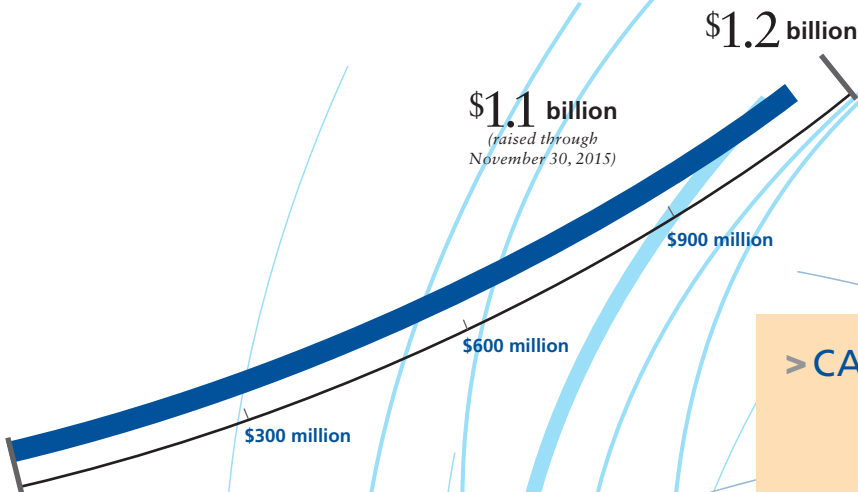 $1.2 billion
$1.1 billion
(raised through
November 30, 2015)
$900 million
$600 million
> CA
$300 million